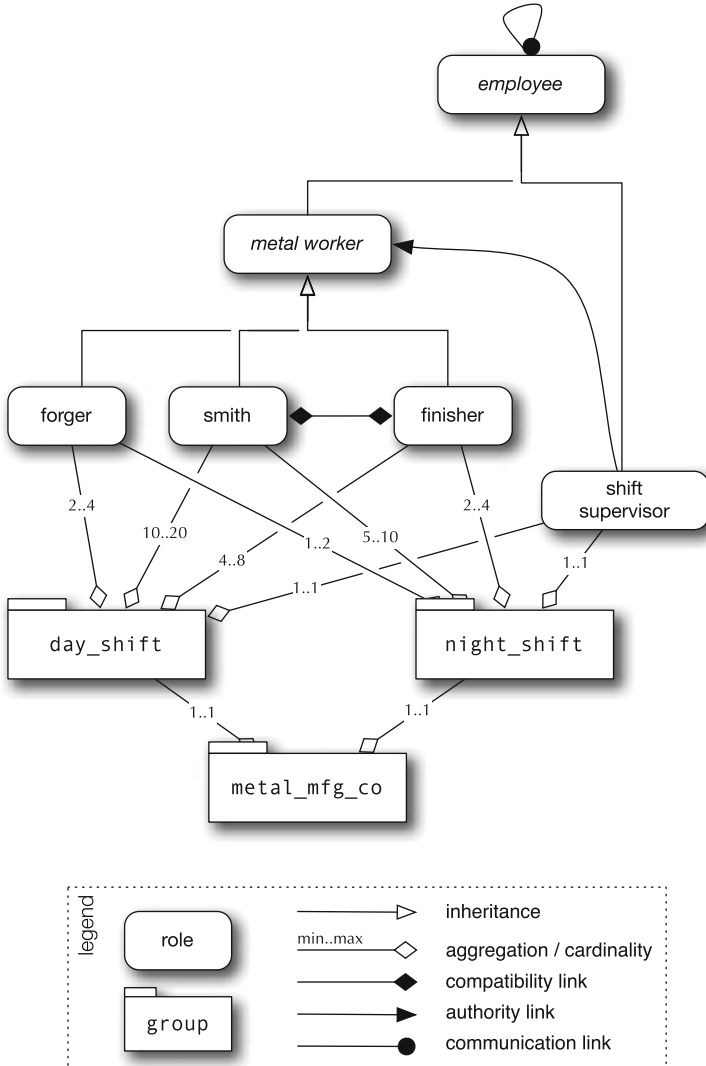 employee
metal worker
forger
smith
finisher
shift
supervisor
2..4
10..20
4..8
1..2
5..10
2..4
1..1
1..1
day_shift
night_shift
1..1
1..1
metal_mfg_co
legend
role
group
inheritance
min..max
aggregation / cardinality
compatibility link
authority link
communication link